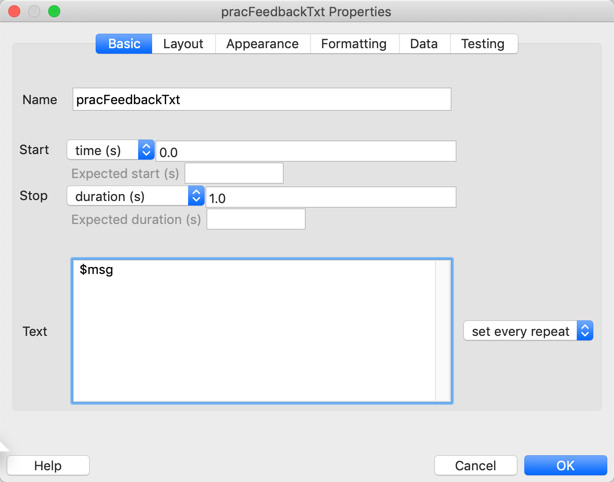 pracFeedbackTxt Properties
Basic Layout Appearance Formatting Data Testing
Name pracFeedbackTxt
Start time (s) 0.0
Expected start (s)
Stop duration (s) 1.0
Expected duration (s)
$msg
Text set every repeat
Help Cancel OK